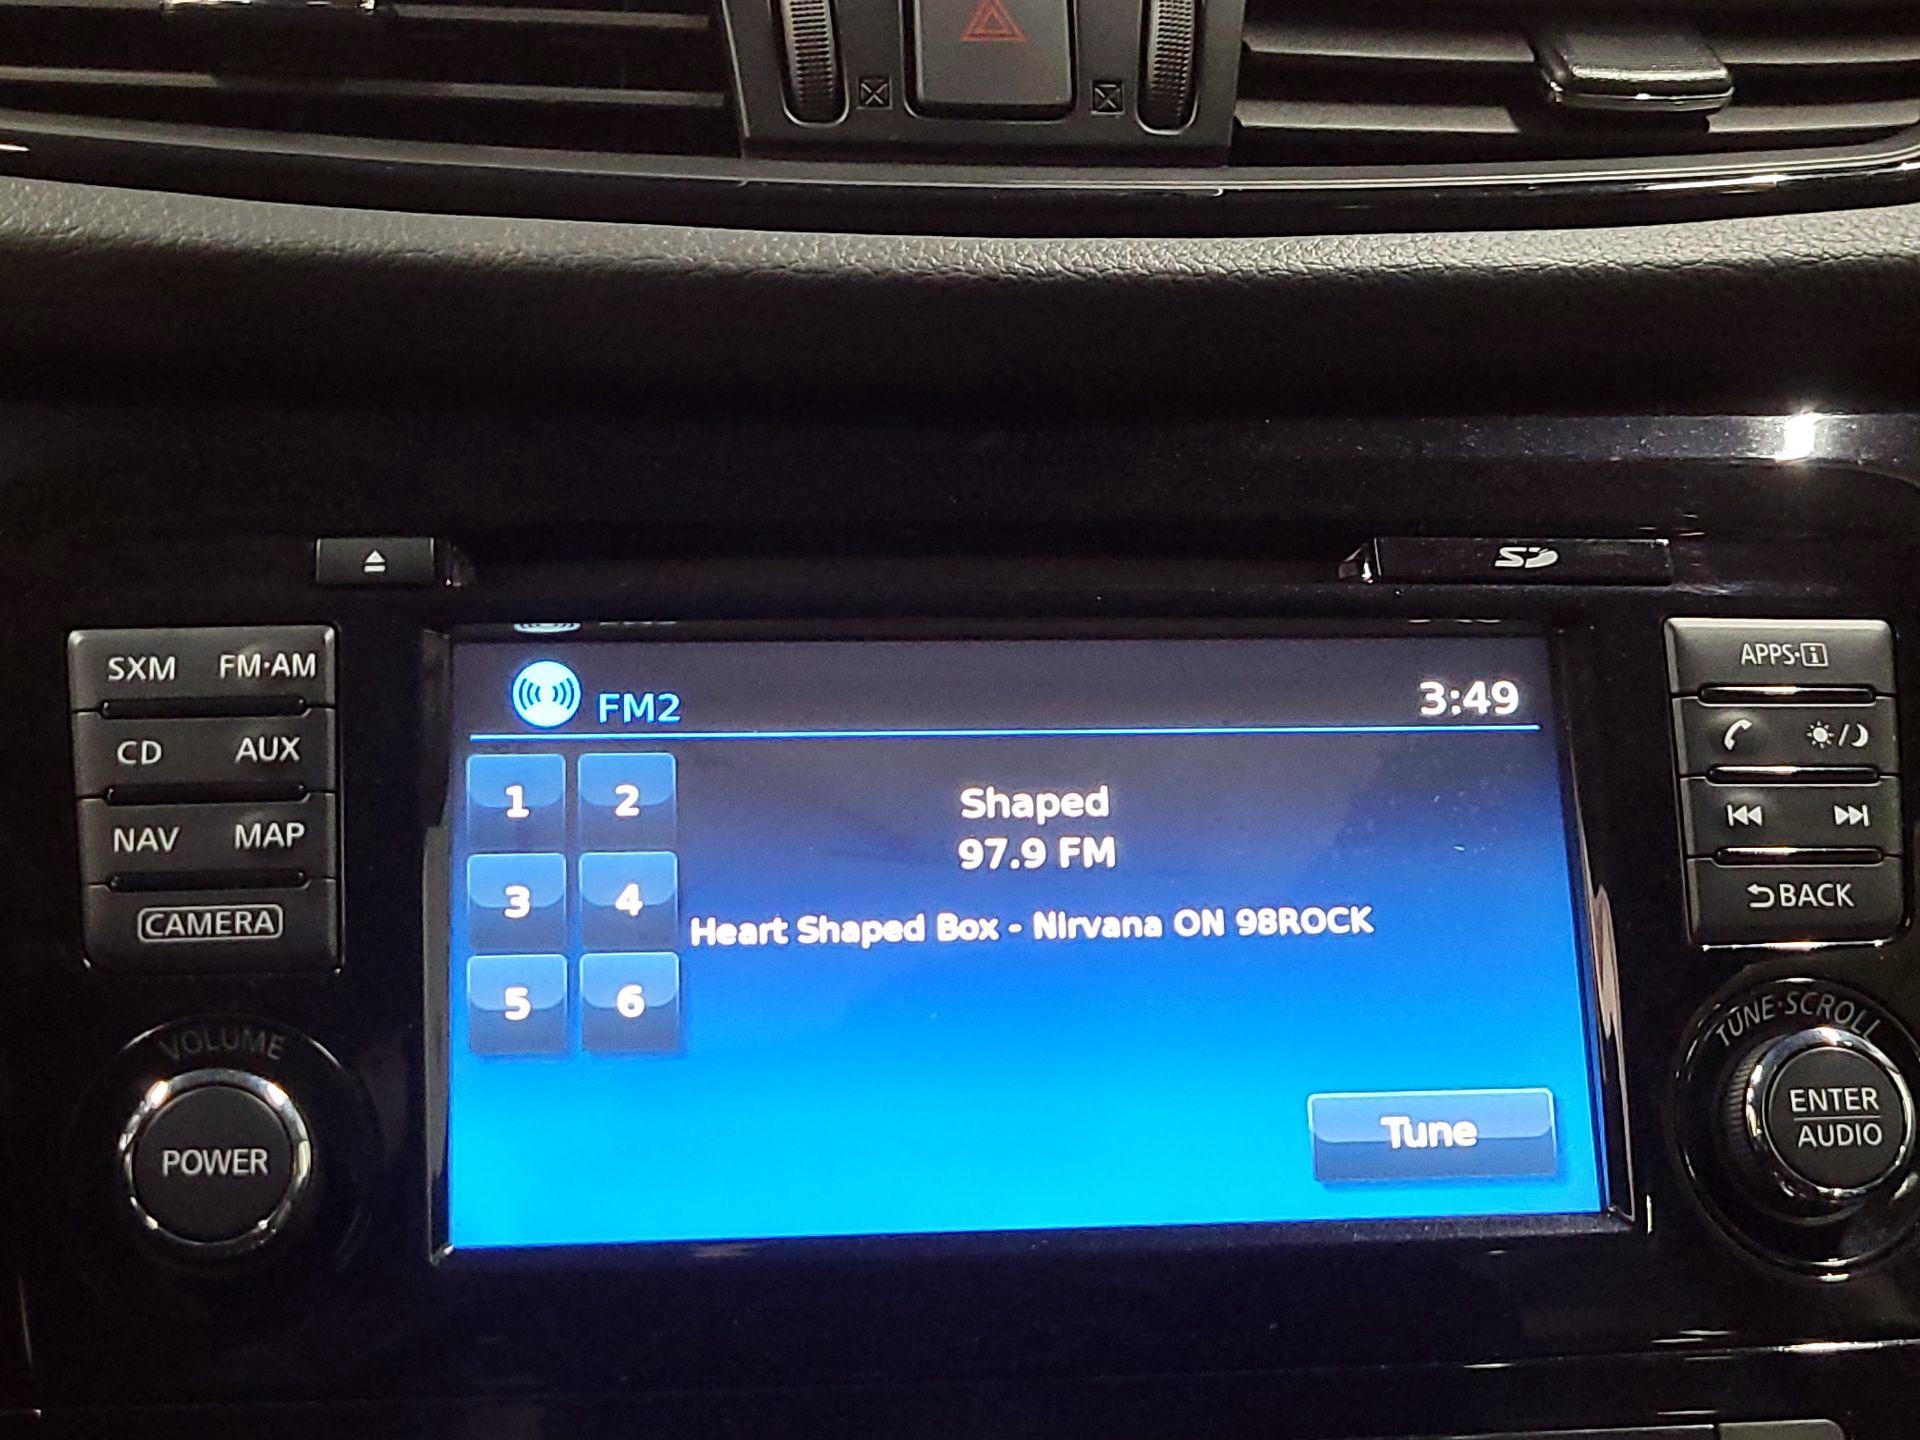 SD
SXM FM·AM
CD AUX
NAV MAP
CAMERA
VOLUME
POWER
FM2 3:49
1 2
3 4
5 6
Shaped
97.9 FM
Heart Shaped Box - Nirvana ON 98ROCK
Tune
APPS·i
BACK
TUNE·SCROLL
ENTER
AUDIO